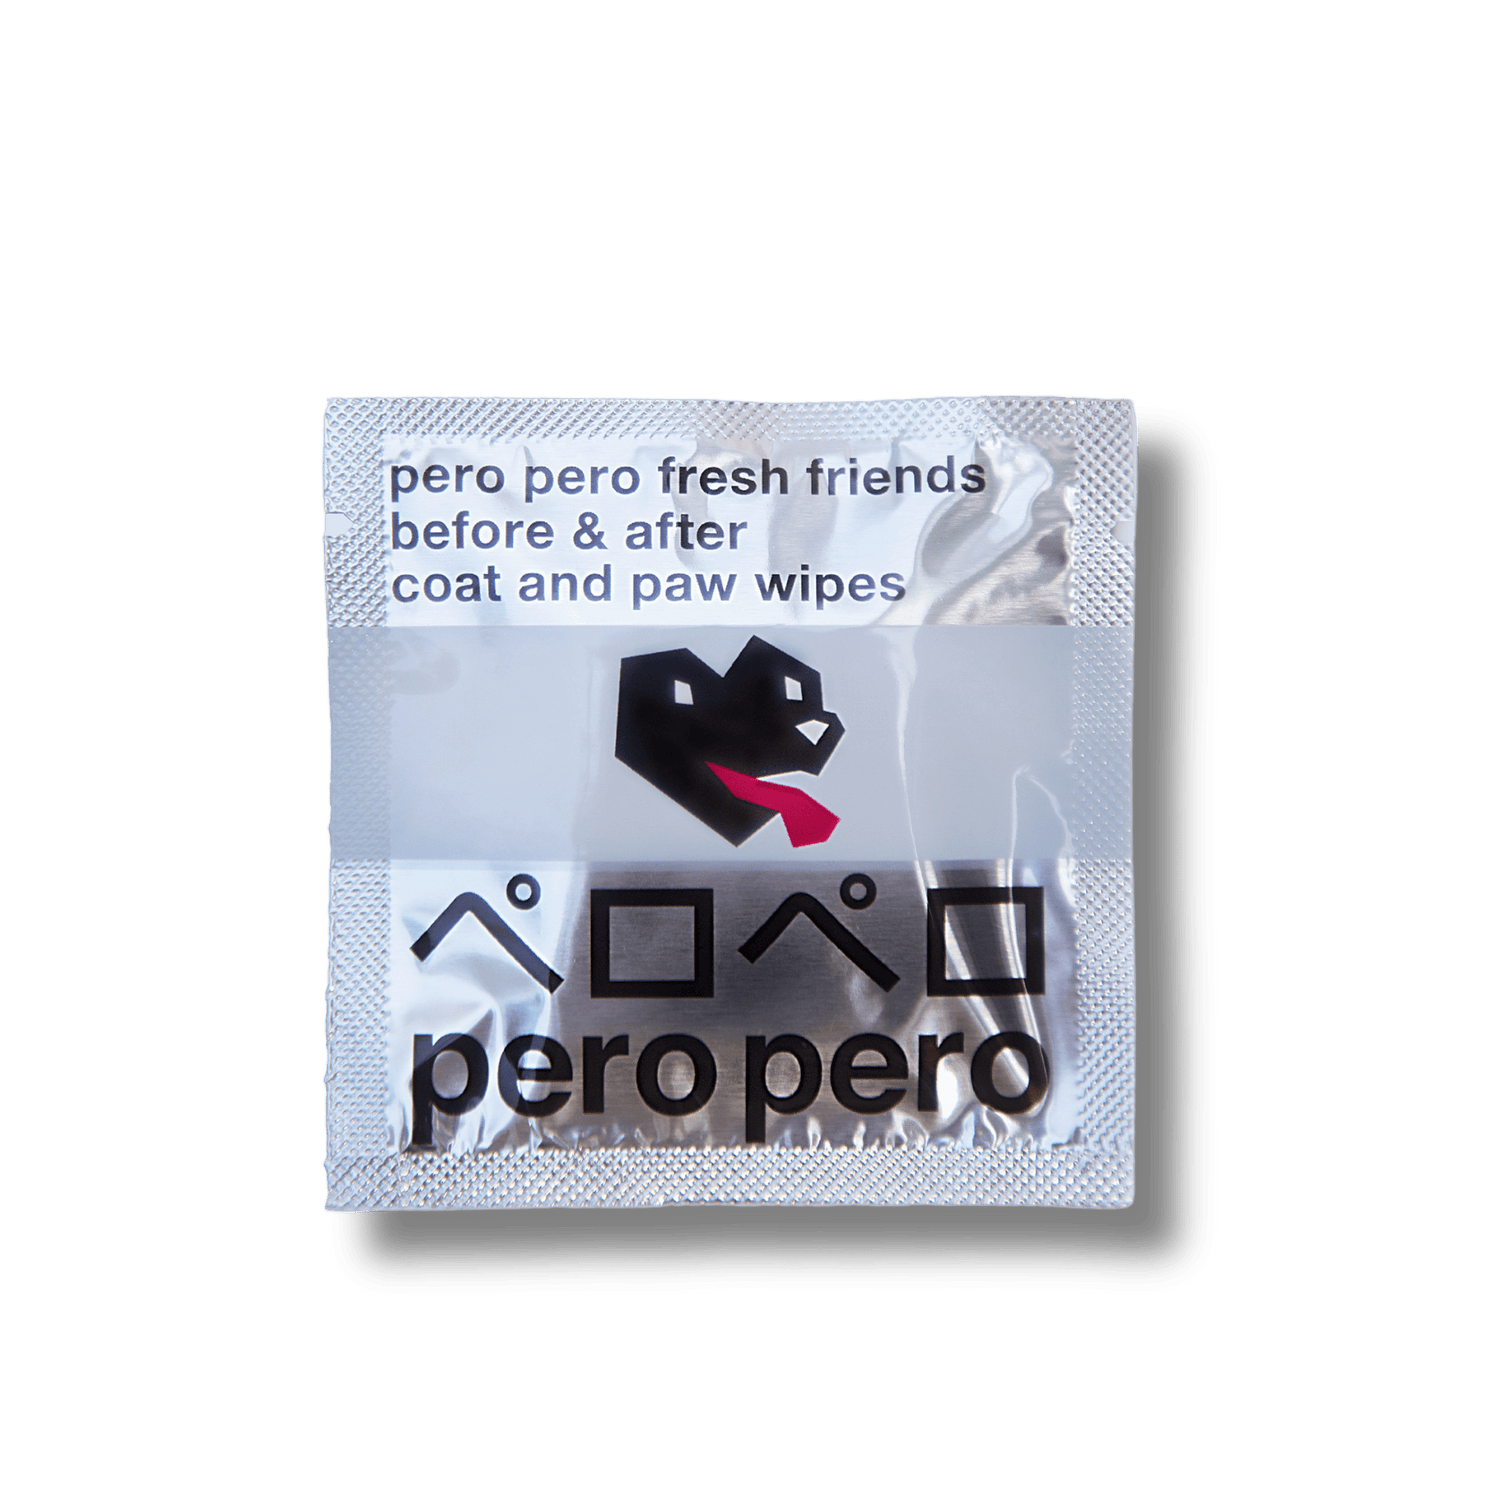 pero pero fresh friends
before & after
coat and paw wipes
ペロペロ
pero pero